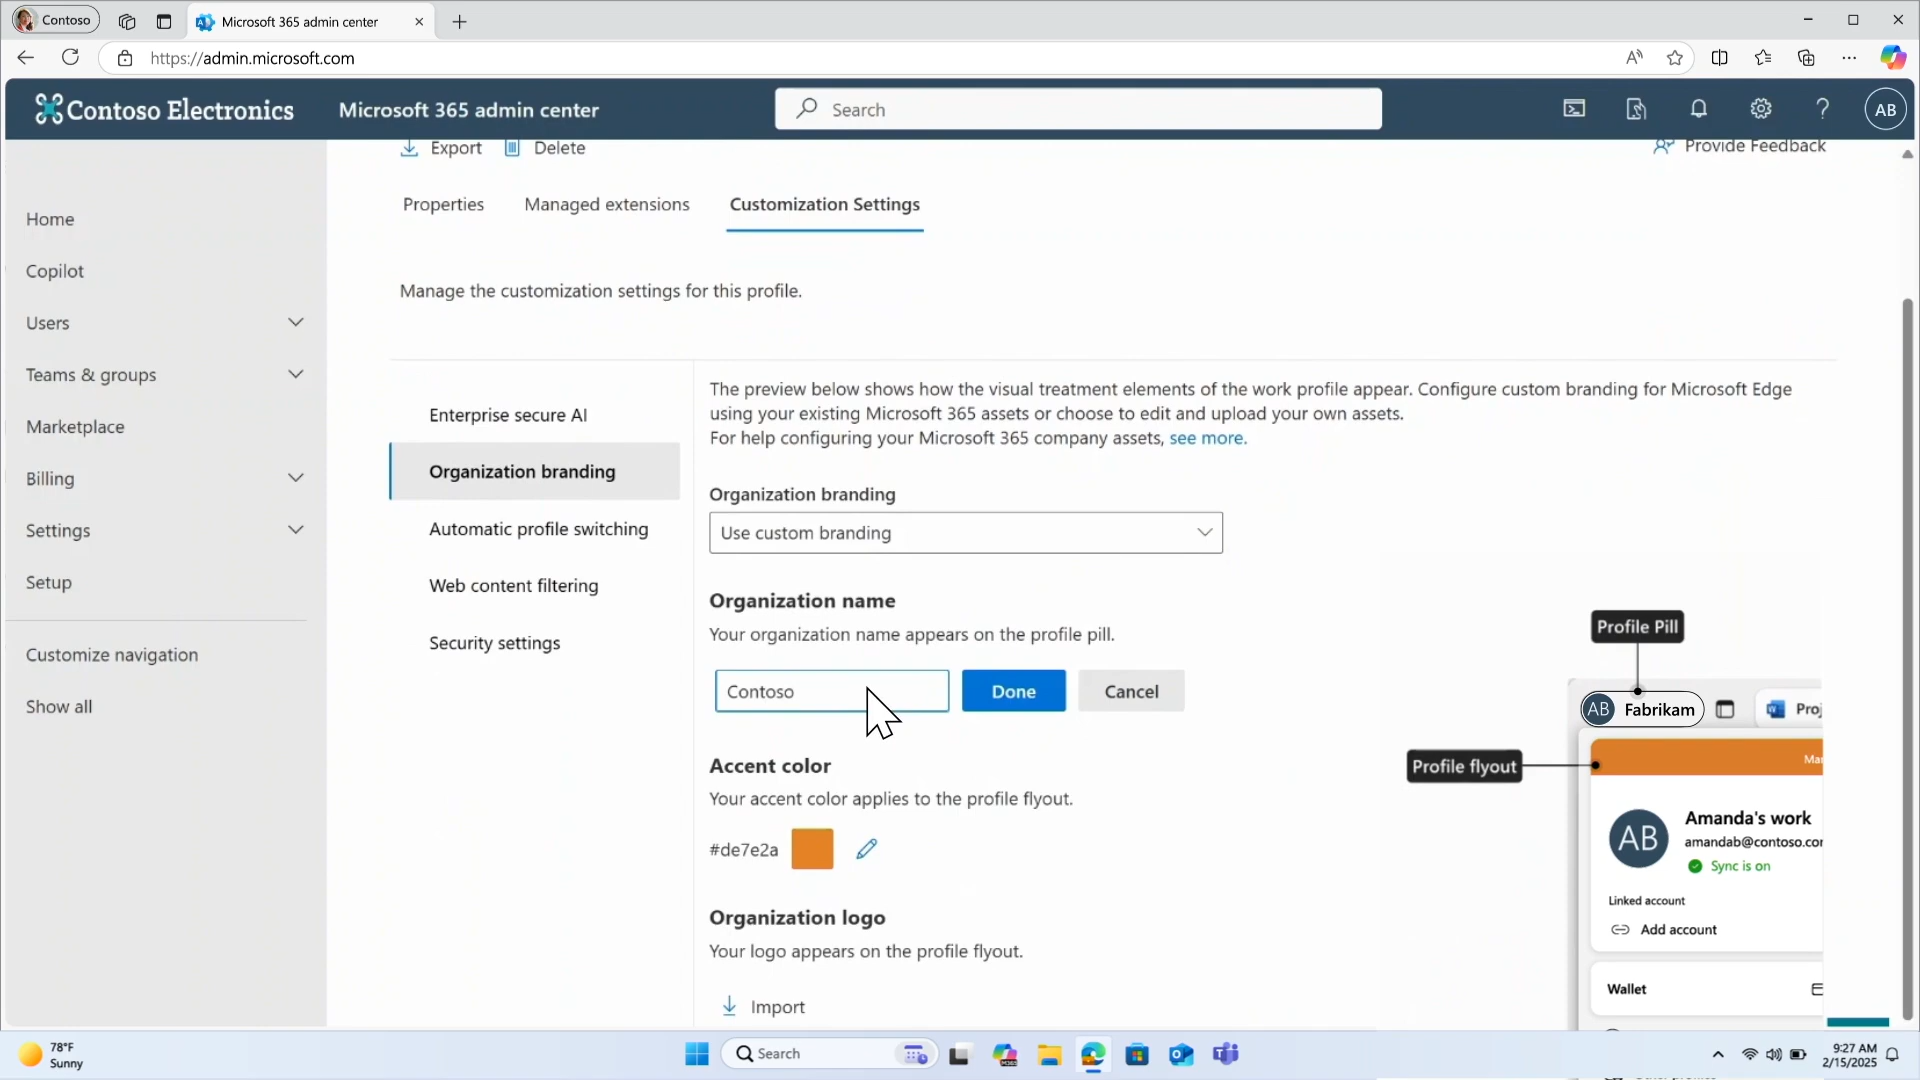 Contoso
Microsoft 365 admin center
https://admin.microsoft.com
Contoso Electronics
Microsoft 365 admin center
Search
AB
Export
Delete
Provide Feedback
Home
Copilot
Users
Teams & groups
Marketplace
Billing
Settings
Setup
Customize navigation
Show all
Properties
Managed extensions
Customization Settings
Manage the customization settings for this profile.
Enterprise secure AI
Organization branding
Automatic profile switching
Web content filtering
Security settings
The preview below shows how the visual treatment elements of the work profile appear. Configure custom branding for Microsoft Edge
using your existing Microsoft 365 assets or choose to edit and upload your own assets.
For help configuring your Microsoft 365 company assets, see more.
Organization branding
Use custom branding
Organization name
Your organization name appears on the profile pill.
Contoso
Done
Cancel
Accent color
Your accent color applies to the profile flyout.
#de7e2a
Organization logo
Your logo appears on the profile flyout.
Import
Profile Pill
AB
Fabrikam
Proj
Profile flyout
Mar
AB
Amanda's work
amandab@contoso.com
Sync is on
Linked account
Add account
Wallet
78°F
Sunny
Search
9:27 AM
2/15/2025